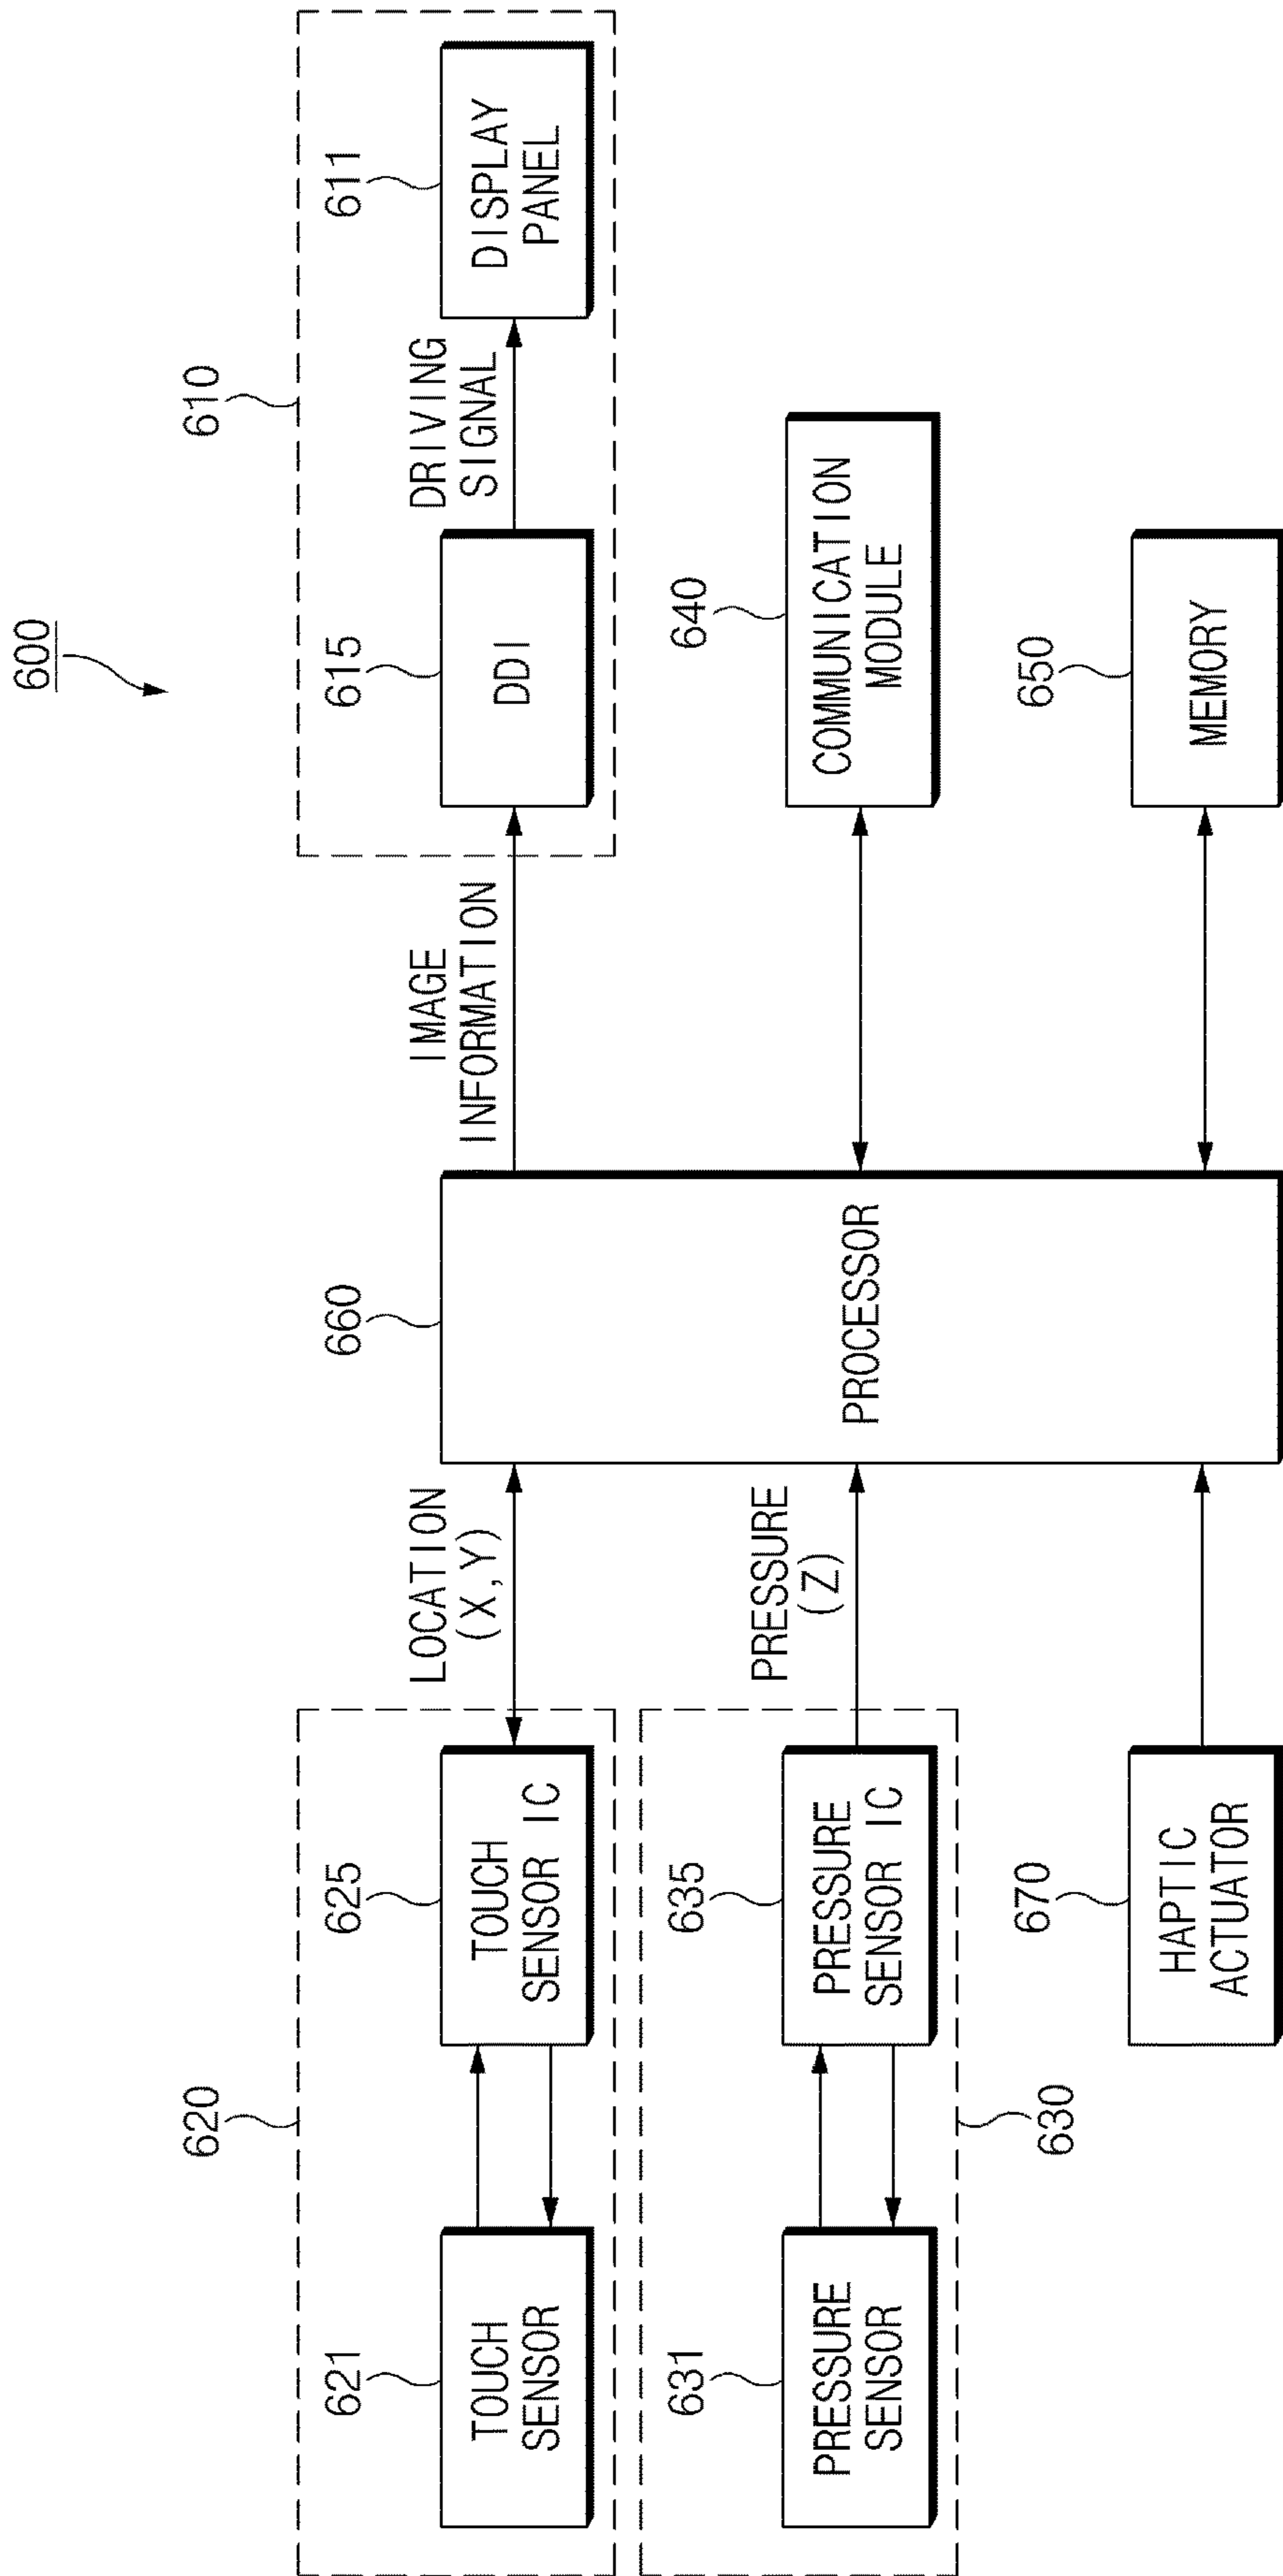 600
610
620
621
TOUCH
SENSOR
625
TOUCH
SENSOR IC
LOCATION
(X,Y)
660
PROCESSOR
IMAGE
INFORMATION
615
DDI
DRIVING
SIGNAL
611
DISPLAY
PANEL
631
PRESSURE
SENSOR
635
PRESSURE
SENSOR IC
630
PRESSURE
(Z)
640
COMMUNICATION
MODULE
670
HAPTIC
ACTUATOR
650
MEMORY